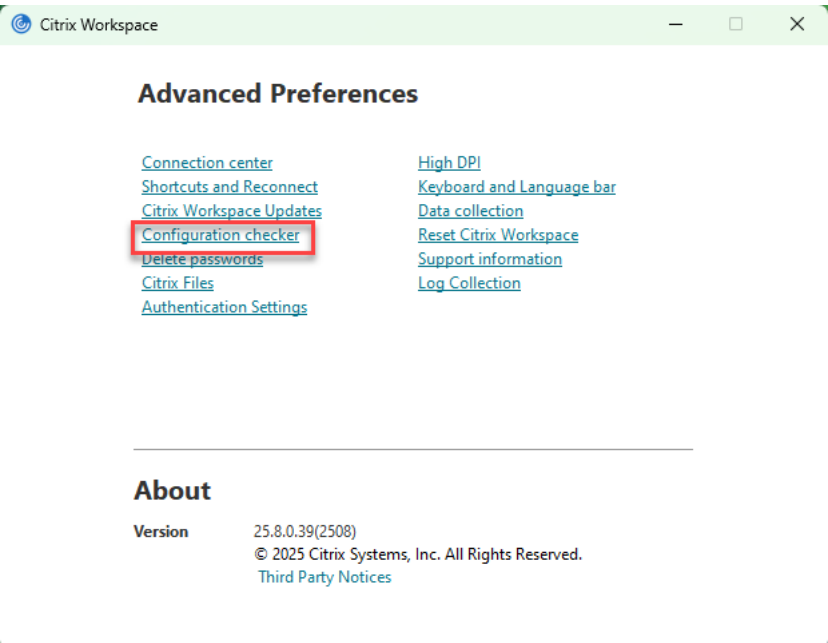 Citrix Workspace
Advanced Preferences
Connection center
Shortcuts and Reconnect
Citrix Workspace Updates
Configuration checker
Delete passwords
Citrix Files
Authentication Settings
High DPI
Keyboard and Language bar
Data collection
Reset Citrix Workspace
Support information
Log Collection
About
Version 25.8.0.39(2508)
© 2025 Citrix Systems, Inc. All Rights Reserved.
Third Party Notices